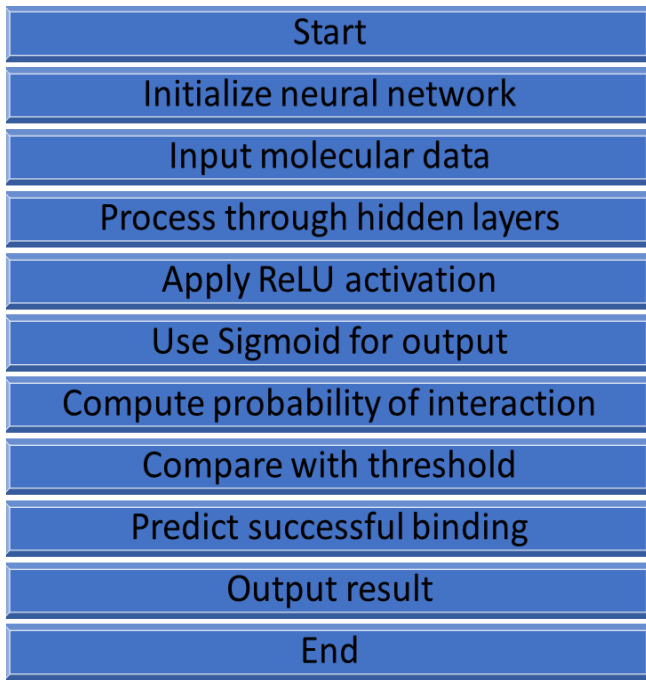 Start
Initialize neural network
Input molecular data
Process through hidden layers
Apply ReLU activation
Use Sigmoid for output
Compute probability of interaction
Compare with threshold
Predict successful binding
Output result
End